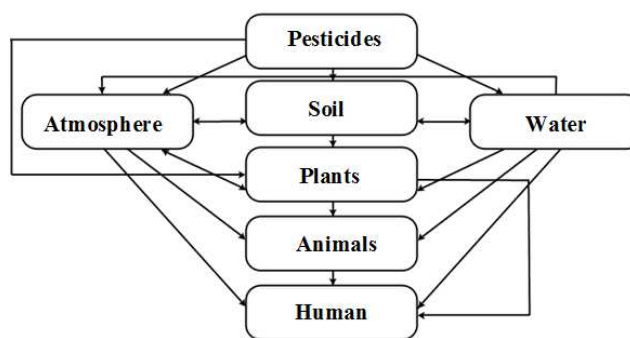 Pesticides
Soil
Atmosphere
Water
Plants
Animals
Human